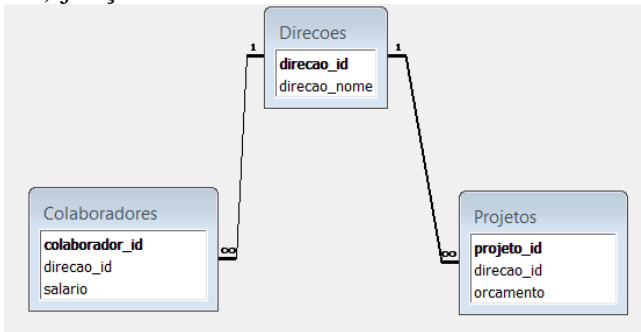 Direcoes
direcao_id
direcao_nome
1
1
Colaboradores
colaborador_id
direcao_id
salario
∞
Projetos
projeto_id
direcao_id
orcamento
∞